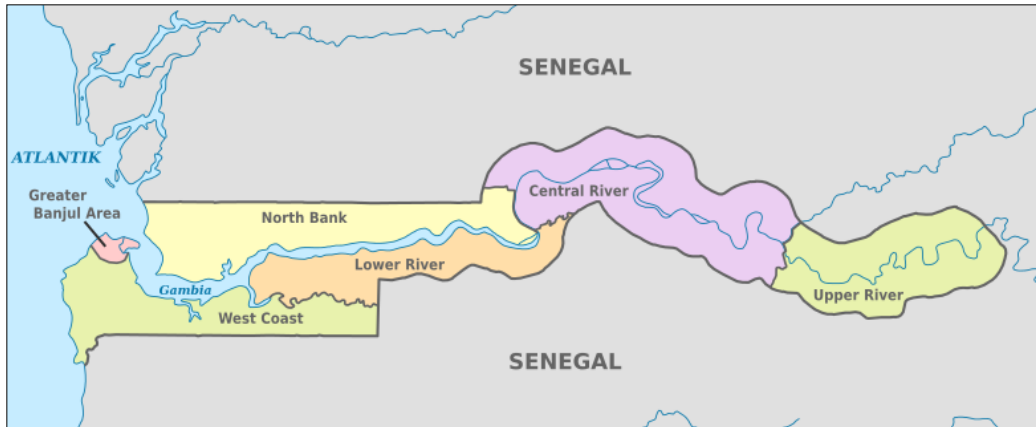 SENEGAL
ATLANTIK
Greater
Banjul Area
Central River
North Bank
Lower River
Gambia
Upper River
West Coast
SENEGAL